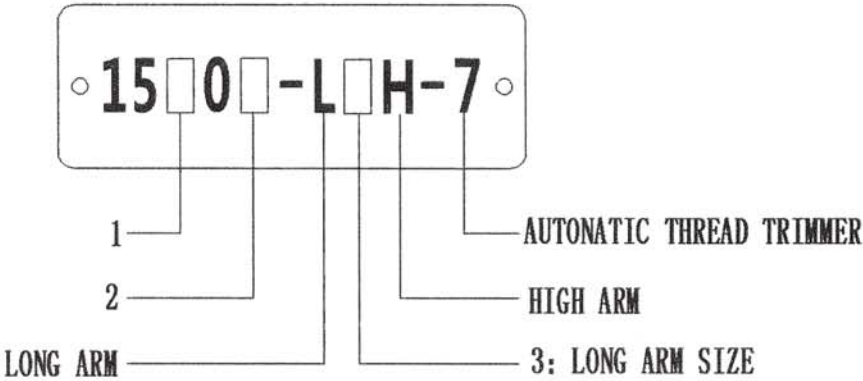 15□0□-L□H-7
1
AUTONATIC THREAD TRIMMER
2
HIGH ARM
LONG ARM
3: LONG ARM SIZE